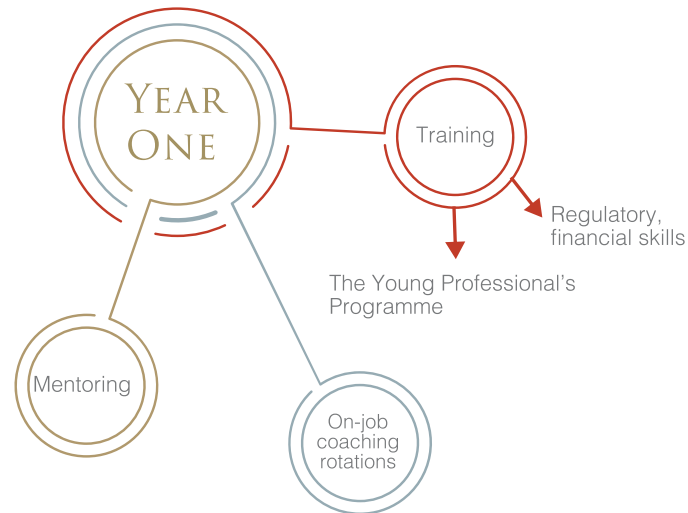 YEAR
ONE
Training
Regulatory,
financial skills
The Young Professional's
Programme
Mentoring
On-job
coaching
rotations